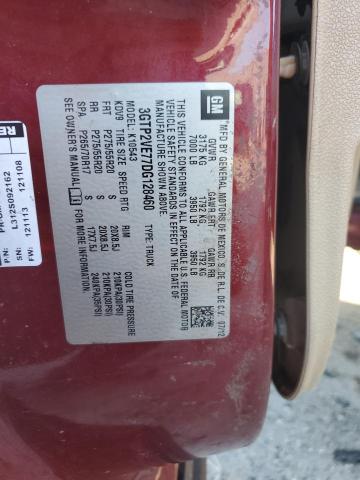 GM
MFD BY GENERAL MOTORS DE MEXICO, S. DE R.L. DE C.V. 07/12
GVWR GAWR FRT GAWR RR
3175 KG 1792 KG 1792 KG
7000 LB 3950 LB 3950 LB
THIS VEHICLE CONFORMS TO ALL APPLICABLE U.S. FEDERAL MOTOR
VEHICLE SAFETY STANDARDS IN EFFECT ON THE DATE OF
MANUFACTURE SHOWN ABOVE.
3GTP2VE77DG128460 TYPE: TRUCK
MODEL: K10543
KDV9 TIRE SIZE SPEED RTG RIM COLD TIRE PRESSURE
FRT P275/55R20 S 20X8.5J 210KPA(30PSI)
RR P275/55R20 S 20X8.5J 210KPA(30PSI)
SPA P265/70R17 S 17X7.5J 240KPA(35PSI)
SEE OWNER'S MANUAL
1211113 121108
L31225092162